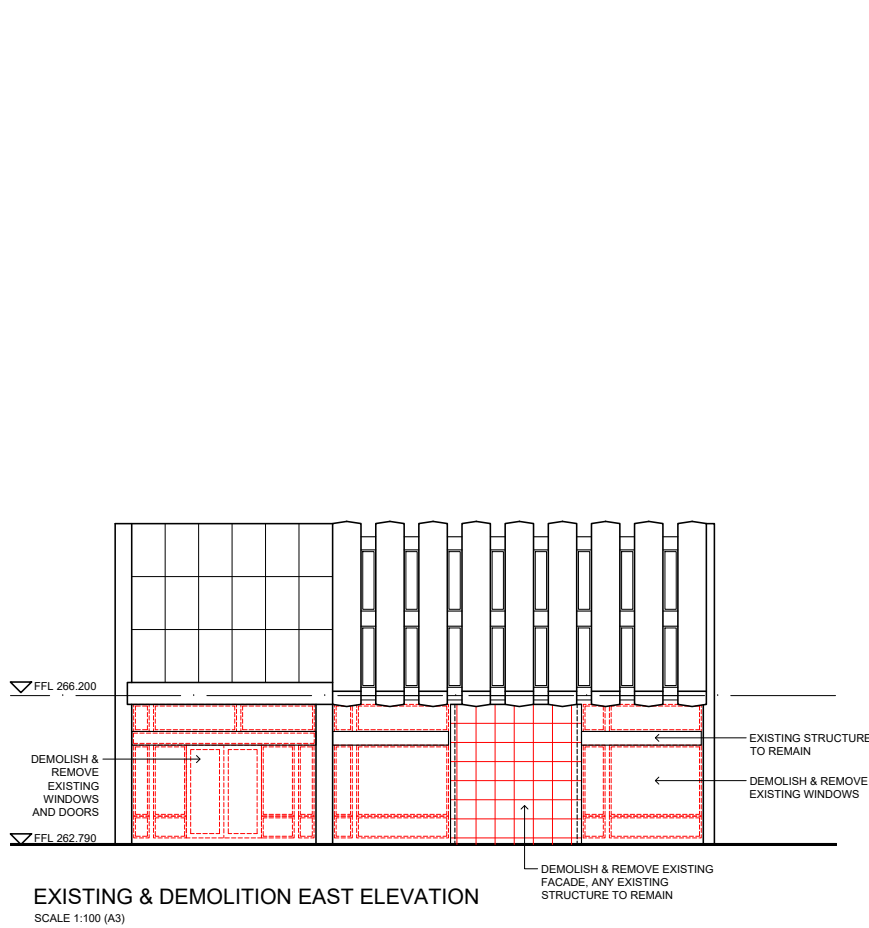 FFL 266.200
EXISTING STRUCTURE
TO REMAIN
DEMOLISH &
REMOVE
EXISTING
WINDOWS
AND DOORS
DEMOLISH & REMOVE
EXISTING WINDOWS
FFL 262.790
DEMOLISH & REMOVE EXISTING
FACADE, ANY EXISTING
STRUCTURE TO REMAIN
EXISTING & DEMOLITION EAST ELEVATION
SCALE 1:100 (A3)